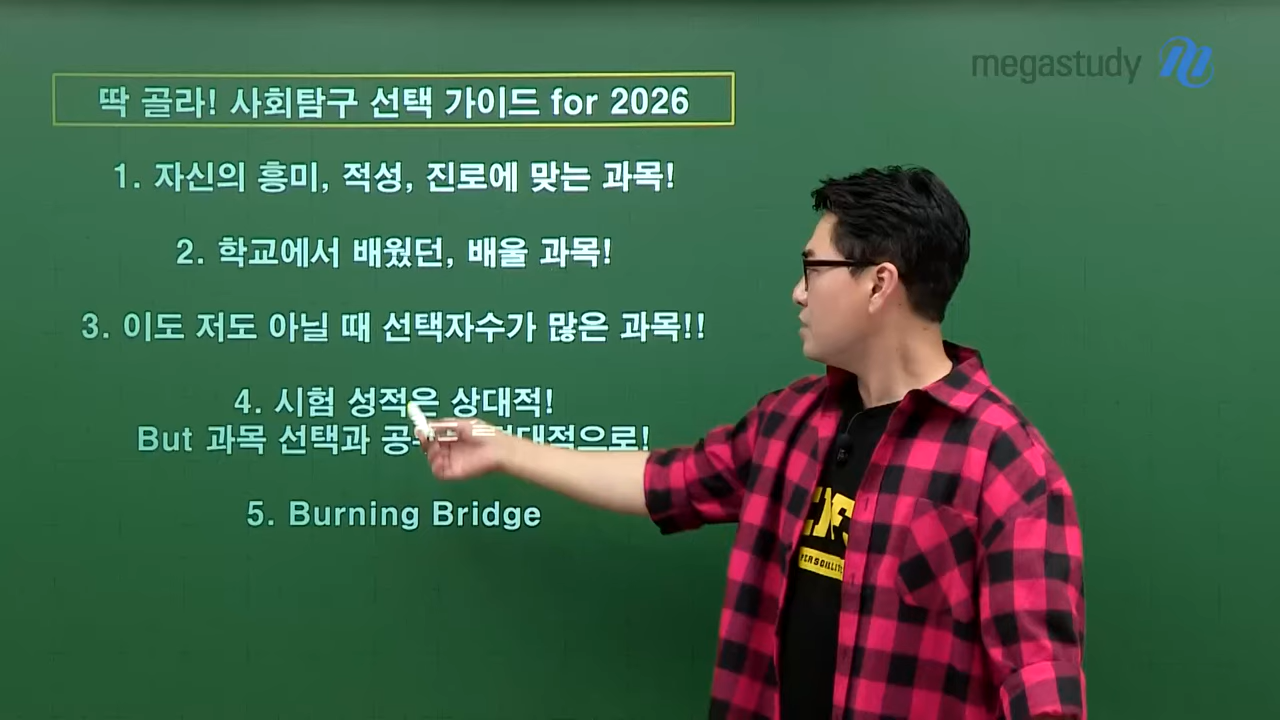 megastudy
딱 골라! 사회탐구 선택 가이드 for 2026
1. 자신의 흥미, 적성, 진로에 맞는 과목!
2. 학교에서 배웠던, 배울 과목!
3. 이도 저도 아닐 때 선택자수가 많은 과목!!
4. 시험 성적은 상대적!
But 과목 선택과
5. Burning Bridge